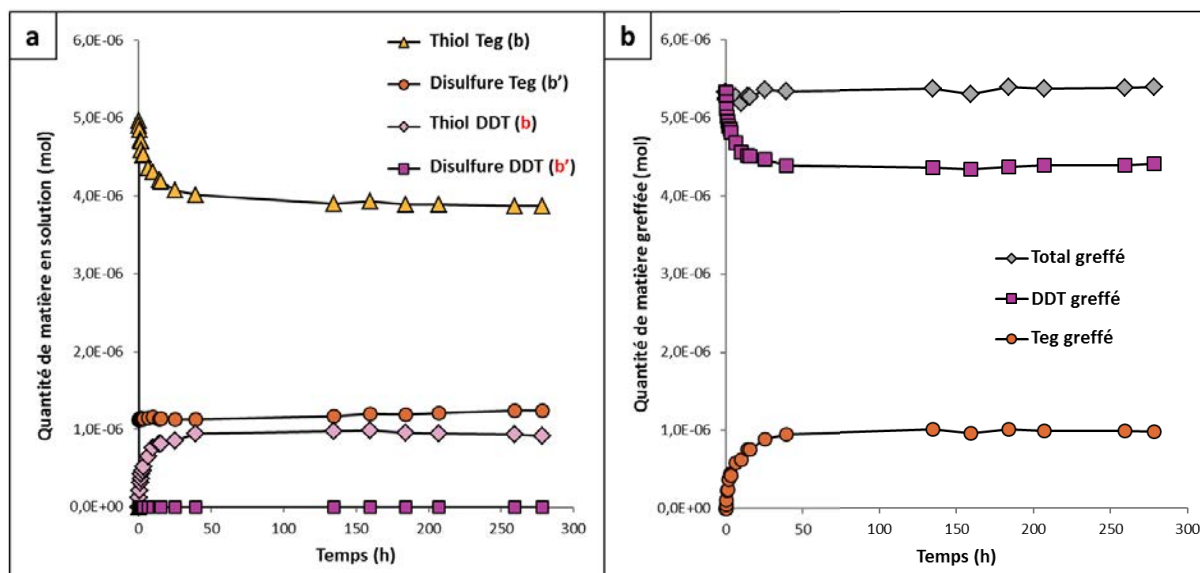 a
Quantité de matière en solution (mol)
6,0E-06
5,0E-06
4,0E-06
3,0E-06
2,0E-06
1,0E-06
0,0E+00
0
50
100
150
200
250
300
Temps (h)
Thiol Teg (b)
Disulfure Teg (b’)
Thiol DDT (b)
Disulfure DDT (b’)
b
Quantité de matière greffée (mol)
6,0E-06
5,0E-06
4,0E-06
3,0E-06
2,0E-06
1,0E-06
0,0E+00
0
50
100
150
200
250
300
Temps (h)
Total greffé
DDT greffé
Teg greffé